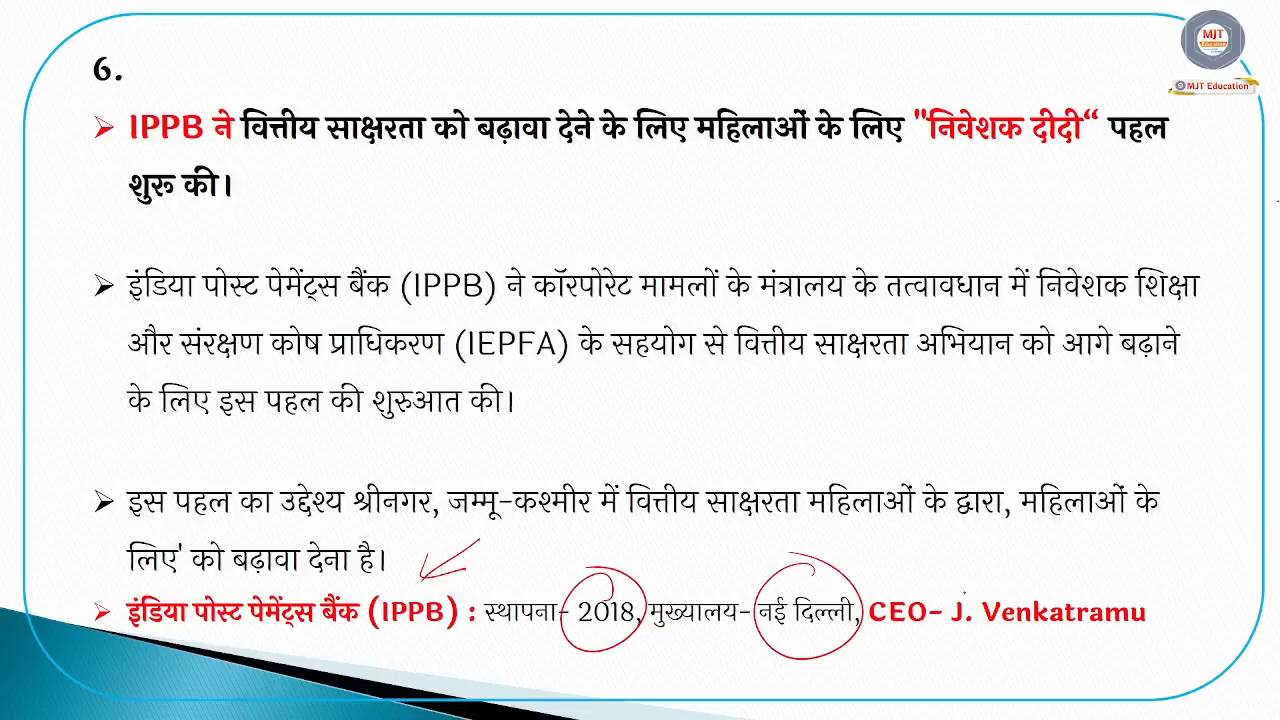 MJT
Education
MJT Education
6.
IPPB ने वित्तीय साक्षरता को बढ़ावा देने के लिए महिलाओं के लिए "निवेशक दीदी“ पहल
शुरू की।
इंडिया पोस्ट पेमेंट्स बैंक (IPPB) ने कॉरपोरेट मामलों के मंत्रालय के तत्वावधान में निवेशक शिक्षा
और संरक्षण कोष प्राधिकरण (IEPFA) के सहयोग से वित्तीय साक्षरता अभियान को आगे बढ़ाने
के लिए इस पहल की शुरुआत की।
इस पहल का उद्देश्य श्रीनगर, जम्मू-कश्मीर में वित्तीय साक्षरता महिलाओं के द्वारा, महिलाओं के
लिए' को बढ़ावा देना है।
इंडिया पोस्ट पेमेंट्स बैंक (IPPB) : स्थापना- 2018, मुख्यालय- नई दिल्ली, CEO- J. Venkatramu